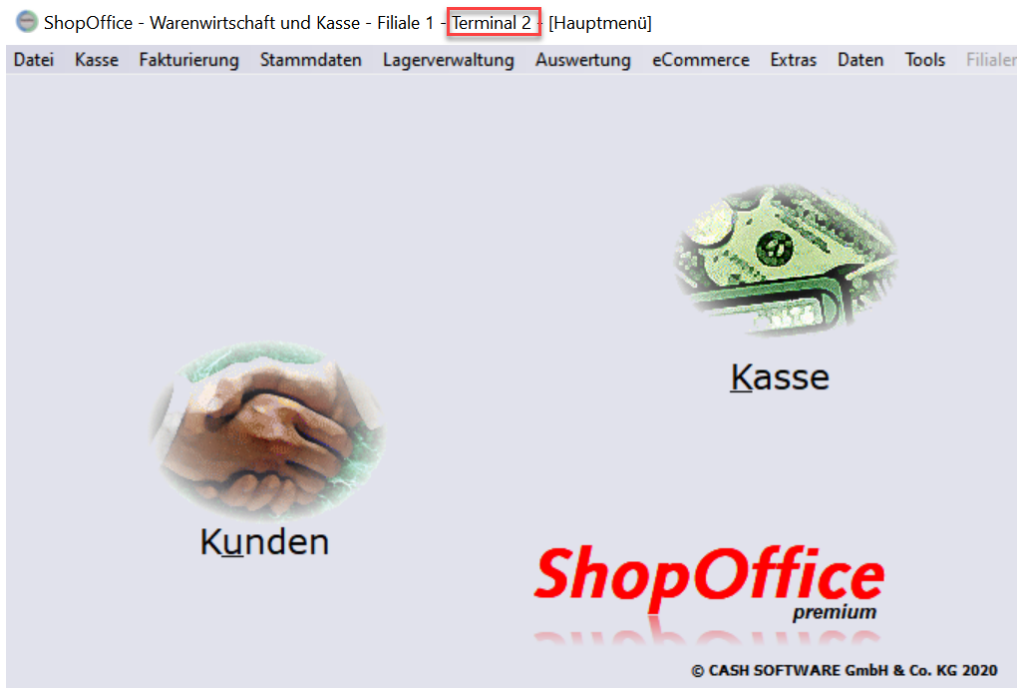 ShopOffice - Warenwirtschaft und Kasse - Filiale 1 - Terminal 2 - [Hauptmenü]
Datei Kasse Fakturierung Stammdaten Lagerverwaltung Auswertung eCommerce Extras Daten Tools Filialen
Kasse
Kunden
ShopOffice
premium
© CASH SOFTWARE GmbH & Co. KG 2020